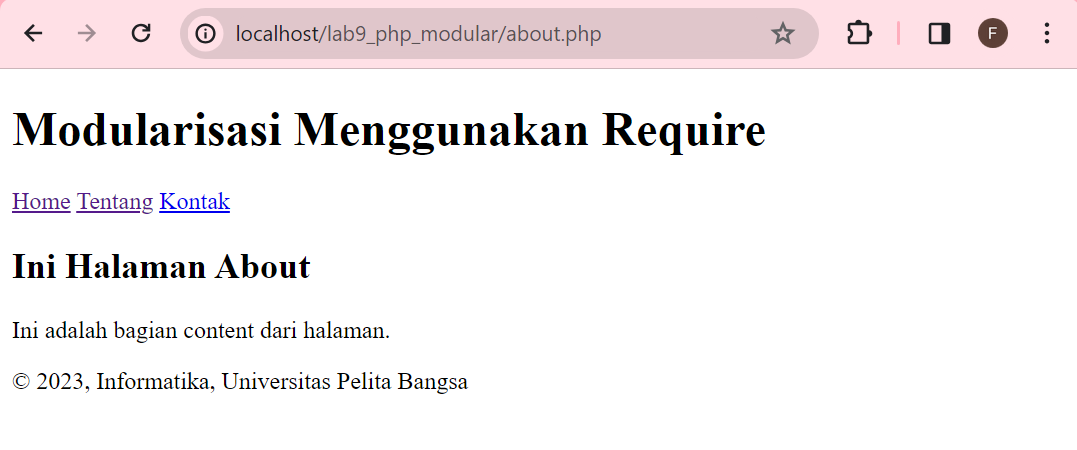 localhost/lab9_php_modular/about.php
F
Modularisasi Menggunakan Require
Home Tentang Kontak
Ini Halaman About
Ini adalah bagian content dari halaman.
© 2023, Informatika, Universitas Pelita Bangsa